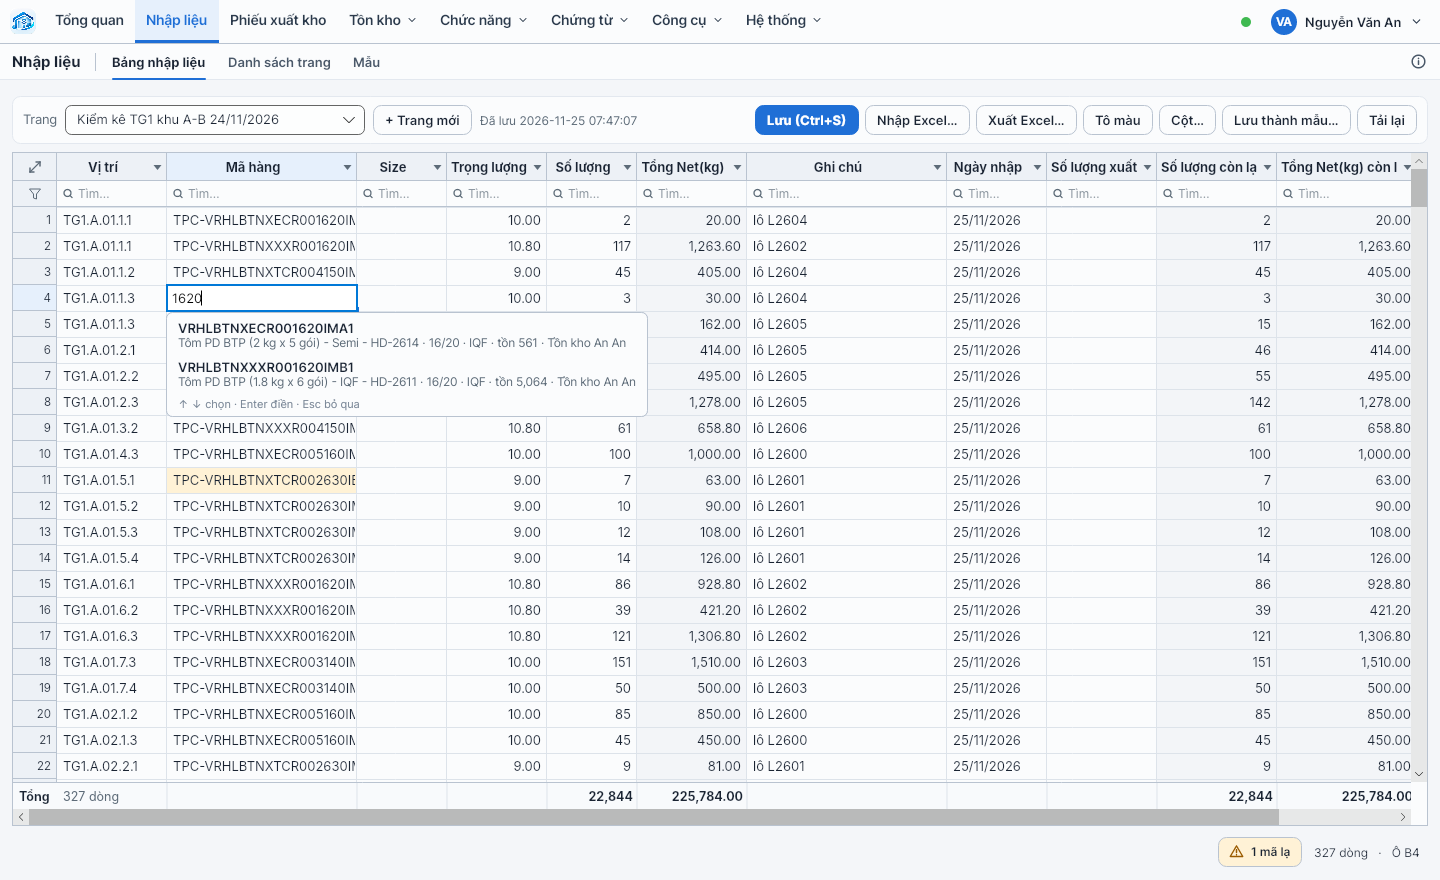 Tổng quan Nhập liệu Phiếu xuất kho Tồn kho Chức năng Chứng từ Công cụ Hệ thống VA Nguyễn Văn An
Nhập liệu Bảng nhập liệu Danh sách trang Mẫu
Trang Kiểm kê TG1 khu A-B 24/11/2026 + Trang mới Đã lưu 2026-11-25 07:47:07 Lưu (Ctrl+S) Nhập Excel... Xuất Excel... Tô màu Cột... Lưu thành mẫu... Tải lại
Vị trí Mã hàng Size Trọng lượng Số lượng Tổng Net(kg) Ghi chú Ngày nhập Số lượng xuất Số lượng còn lạ Tổng Net(kg) còn l
Tìm... Tìm... Tìm... Tìm... Tìm... Tìm... Tìm... Tìm... Tìm... Tìm... Tìm...
1 TG1.A.01.1.1 TPC-VRHLBTNXECR001620IM 10.00 2 20.00 lô L2604 25/11/2026 2 20.00
2 TG1.A.01.1.1 TPC-VRHLBTNXXXR001620IM 10.80 117 1,263.60 lô L2602 25/11/2026 117 1,263.60
3 TG1.A.01.1.2 TPC-VRHLBTNXTCR004150IM 9.00 45 405.00 lô L2604 25/11/2026 45 405.00
4 TG1.A.01.1.3 1620 10.00 3 30.00 lô L2604 25/11/2026 3 30.00
5 TG1.A.01.1.3 162.00 lô L2605 25/11/2026 15 162.00
6 TG1.A.01.2.1 414.00 lô L2605 25/11/2026 46 414.00
7 TG1.A.01.2.2 495.00 lô L2605 25/11/2026 55 495.00
8 TG1.A.01.2.3 1,278.00 lô L2605 25/11/2026 142 1,278.00
VRHLBTNXECR001620IMA1
Tôm PD BTP (2 kg x 5 gói) - Semi - HD-2614 · 16/20 · IQF · tồn 561 · Tồn kho An An
VRHLBTNXXXR001620IMB1
Tôm PD BTP (1.8 kg x 6 gói) - IQF - HD-2611 · 16/20 · IQF · tồn 5,064 · Tồn kho An An
↑ ↓ chọn · Enter điền · Esc bỏ qua
9 TG1.A.01.3.2 TPC-VRHLBTNXXXR004150IM 10.80 61 658.80 lô L2606 25/11/2026 61 658.80
10 TG1.A.01.4.3 TPC-VRHLBTNXECR005160IM 10.00 100 1,000.00 lô L2600 25/11/2026 100 1,000.00
11 TG1.A.01.5.1 TPC-VRHLBTNXTCR002630IE 9.00 7 63.00 lô L2601 25/11/2026 7 63.00
12 TG1.A.01.5.2 TPC-VRHLBTNXTCR002630IM 9.00 10 90.00 lô L2601 25/11/2026 10 90.00
13 TG1.A.01.5.3 TPC-VRHLBTNXTCR002630IM 9.00 12 108.00 lô L2601 25/11/2026 12 108.00
14 TG1.A.01.5.4 TPC-VRHLBTNXTCR002630IM 9.00 14 126.00 lô L2601 25/11/2026 14 126.00
15 TG1.A.01.6.1 TPC-VRHLBTNXXXR001620IM 10.80 86 928.80 lô L2602 25/11/2026 86 928.80
16 TG1.A.01.6.2 TPC-VRHLBTNXXXR001620IM 10.80 39 421.20 lô L2602 25/11/2026 39 421.20
17 TG1.A.01.6.3 TPC-VRHLBTNXXXR001620IM 10.80 121 1,306.80 lô L2602 25/11/2026 121 1,306.80
18 TG1.A.01.7.3 TPC-VRHLBTNXECR003140IM 10.00 151 1,510.00 lô L2603 25/11/2026 151 1,510.00
19 TG1.A.01.7.4 TPC-VRHLBTNXECR003140IM 10.00 50 500.00 lô L2603 25/11/2026 50 500.00
20 TG1.A.02.1.2 TPC-VRHLBTNXECR005160IM 10.00 85 850.00 lô L2600 25/11/2026 85 850.00
21 TG1.A.02.1.3 TPC-VRHLBTNXECR005160IM 10.00 45 450.00 lô L2600 25/11/2026 45 450.00
22 TG1.A.02.2.1 TPC-VRHLBTNXTCR002630IM 9.00 9 81.00 lô L2601 25/11/2026 9 81.00
Tổng 327 dòng 22,844 225,784.00 22,844 225,784.00
1 mã lạ 327 dòng · Ô B4